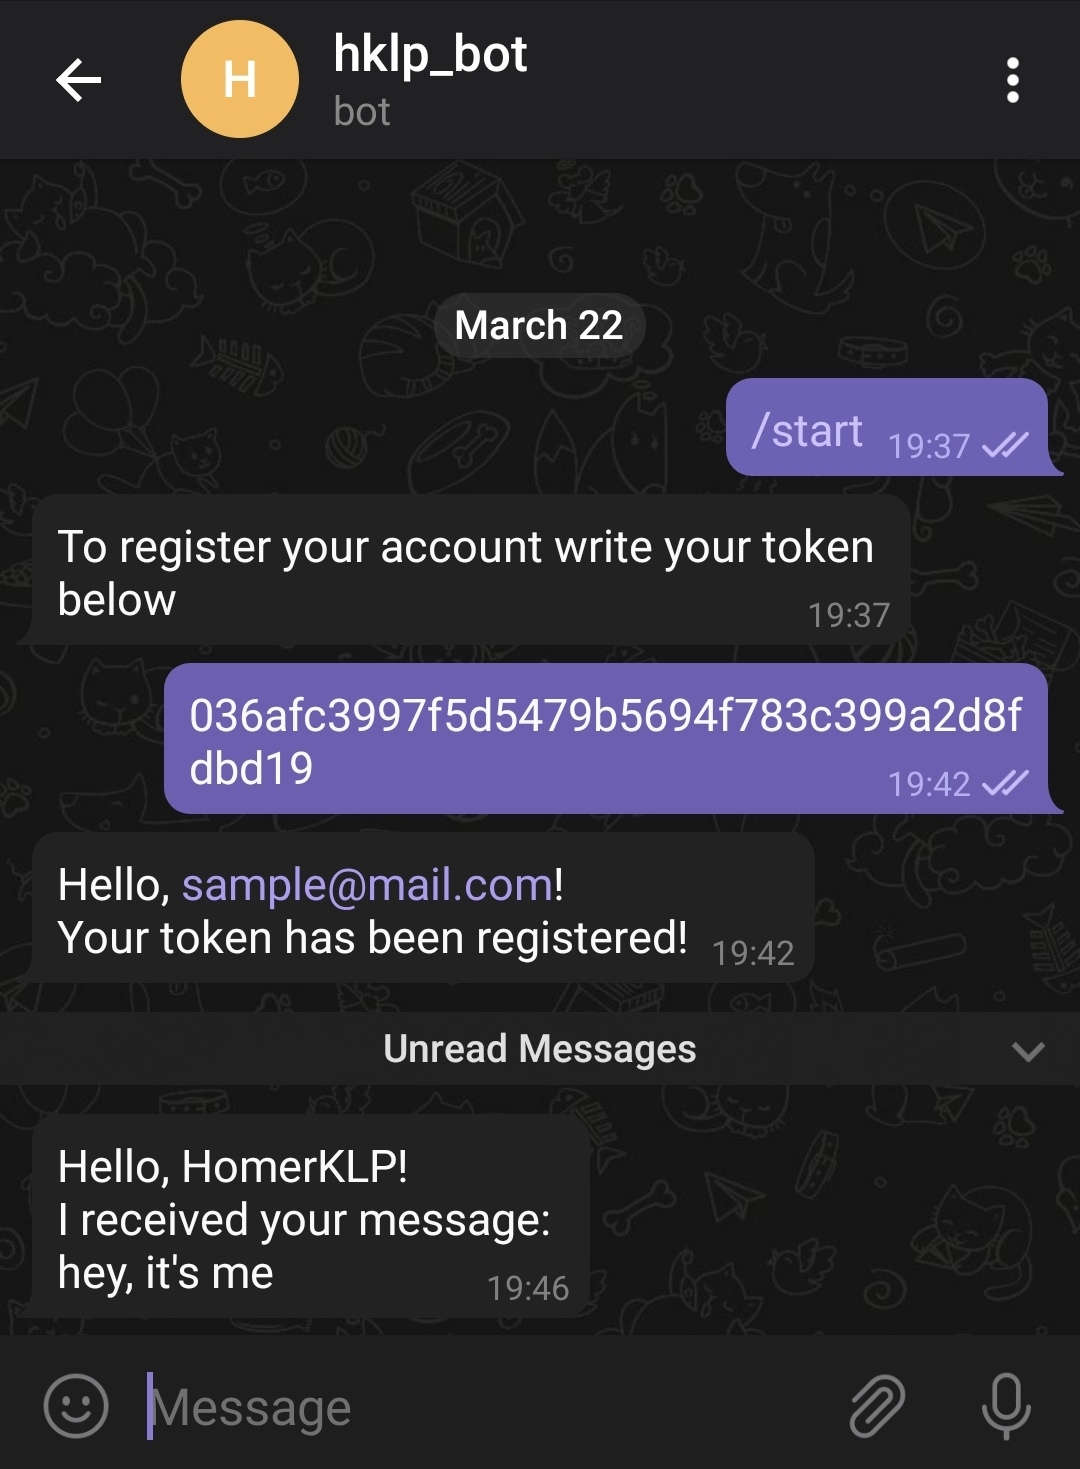 H
hklp_bot
bot
March 22
/start 19:37
To register your account write your token
below 19:37
036afc3997f5d5479b5694f783c399a2d8f
dbd19 19:42
Hello, sample@mail.com!
Your token has been registered! 19:42
Unread Messages
Hello, HomerKLP!
I received your message:
hey, it's me 19:46
Message